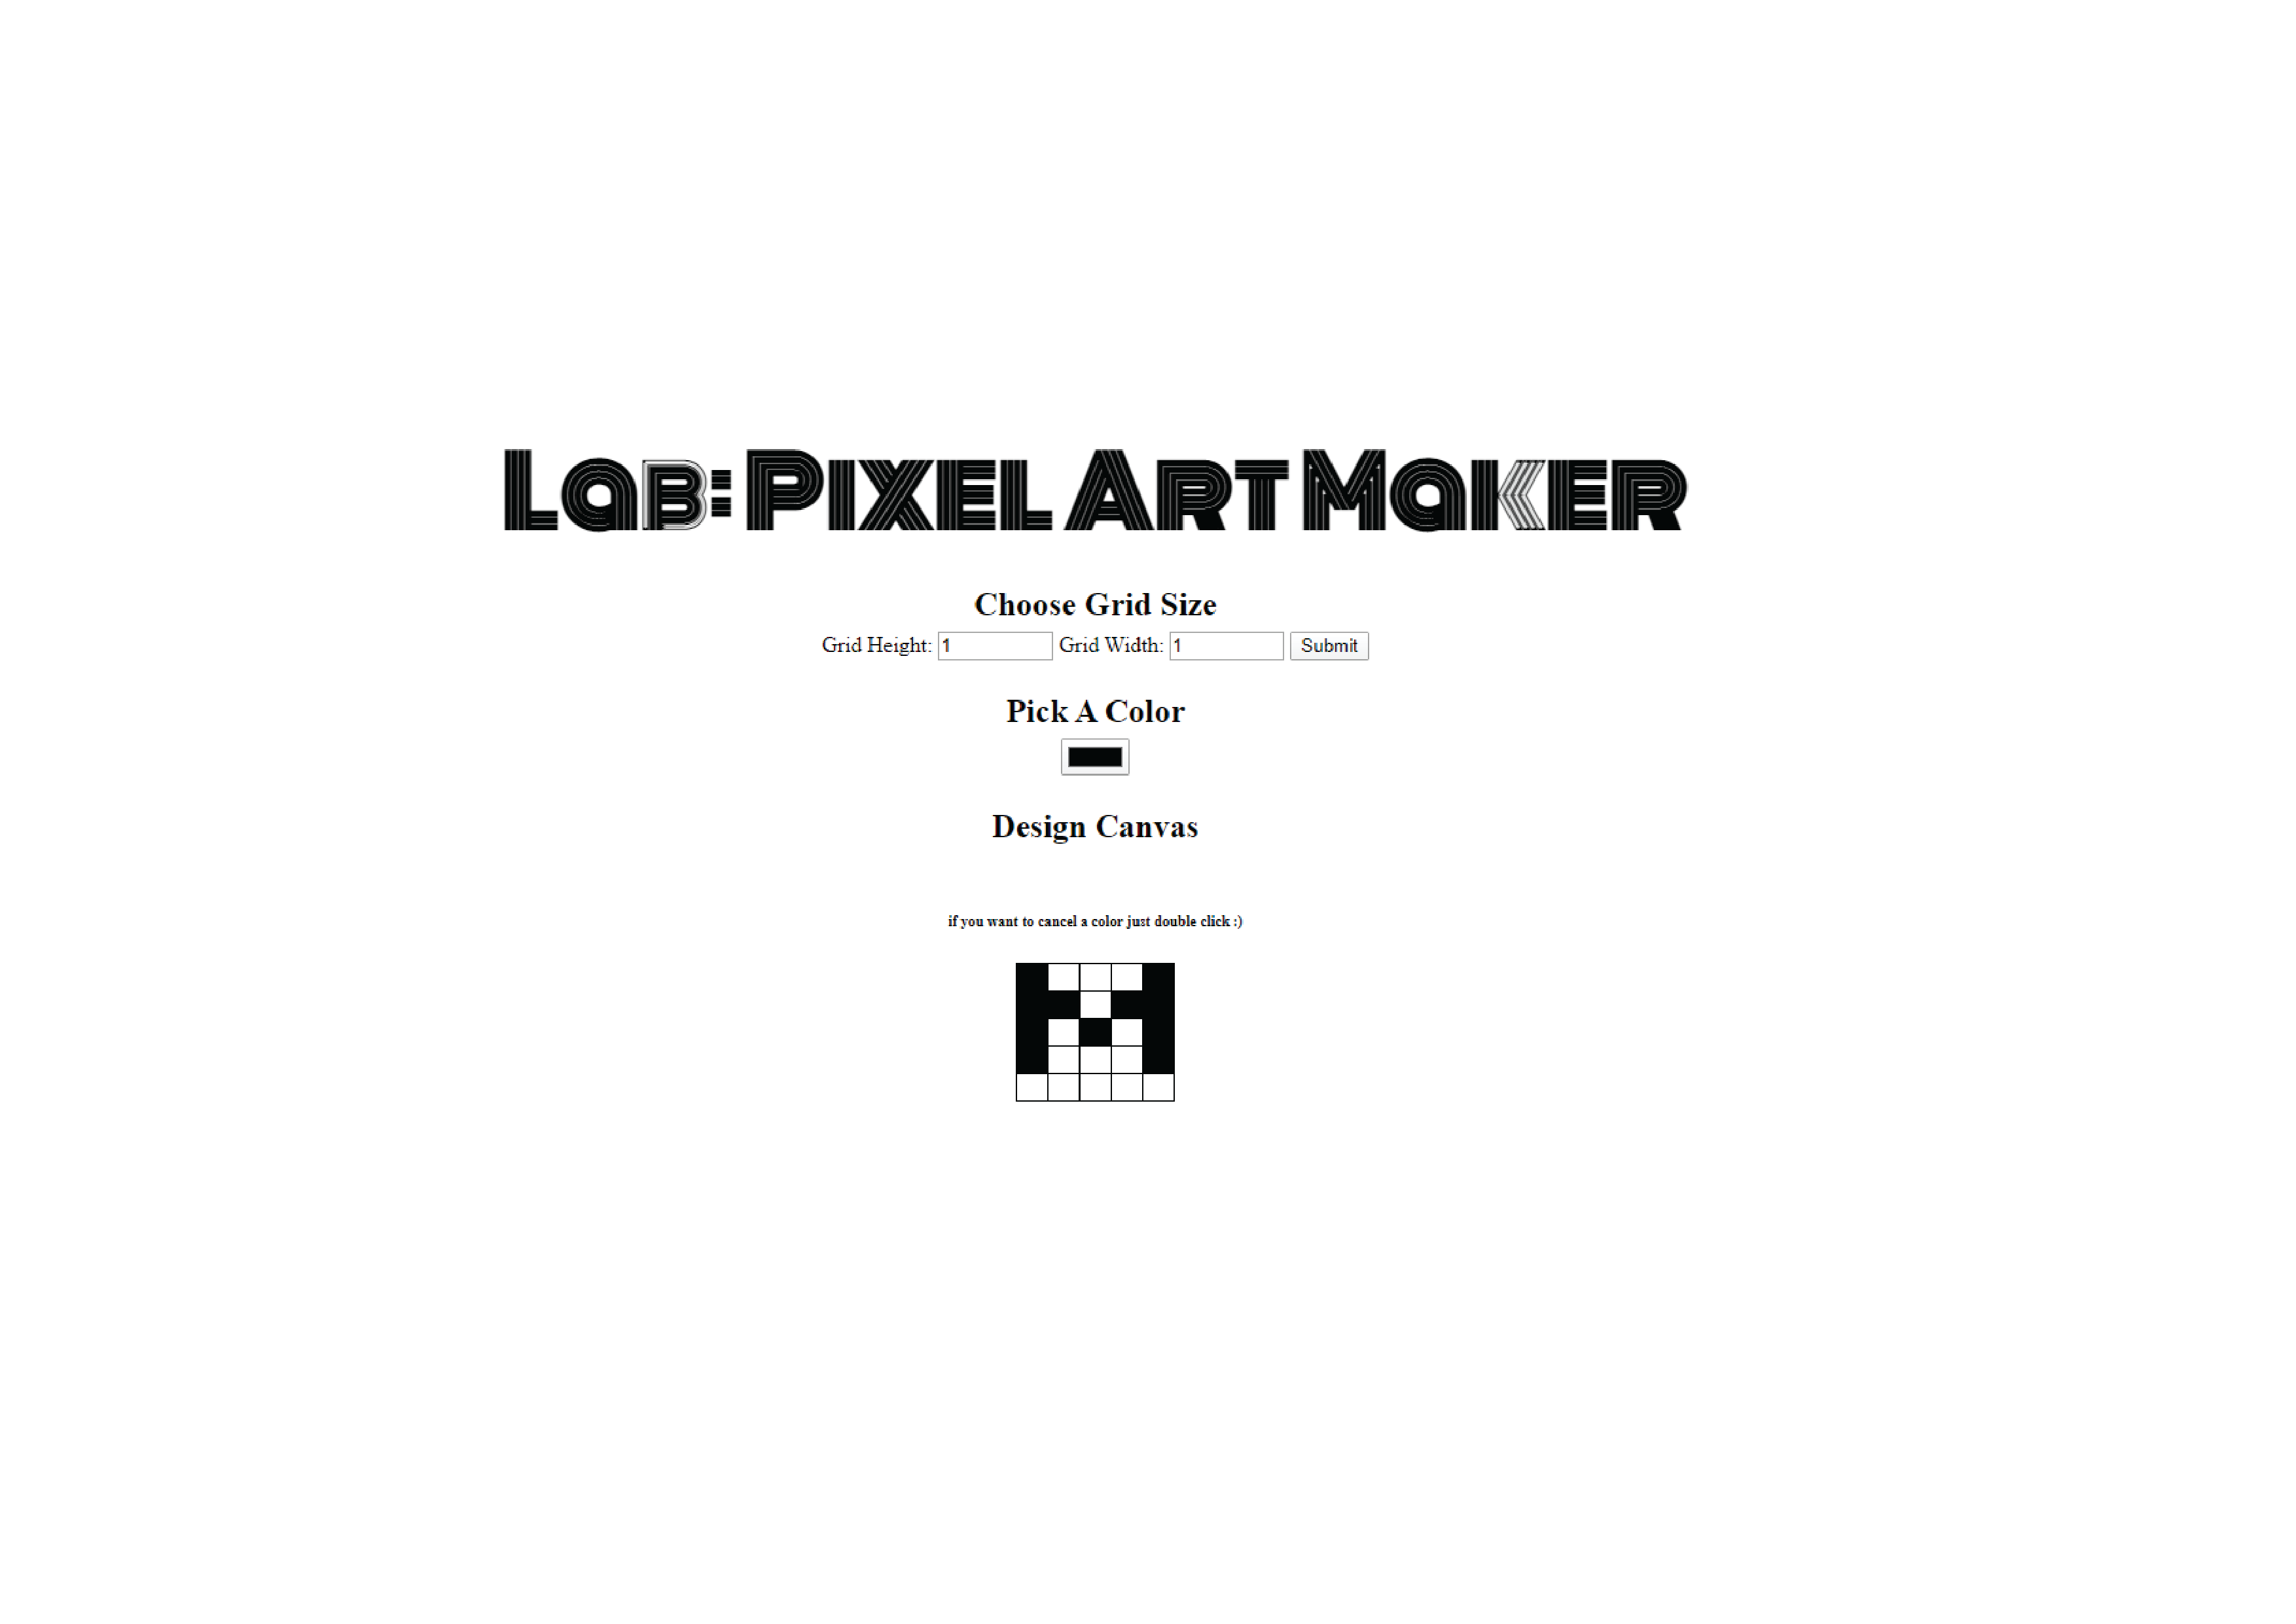 Lab: Pixel Art Maker
Choose Grid Size
Grid Height: 1 Grid Width: 1 Submit
Pick A Color
Design Canvas
if you want to cancel a color just double click :)